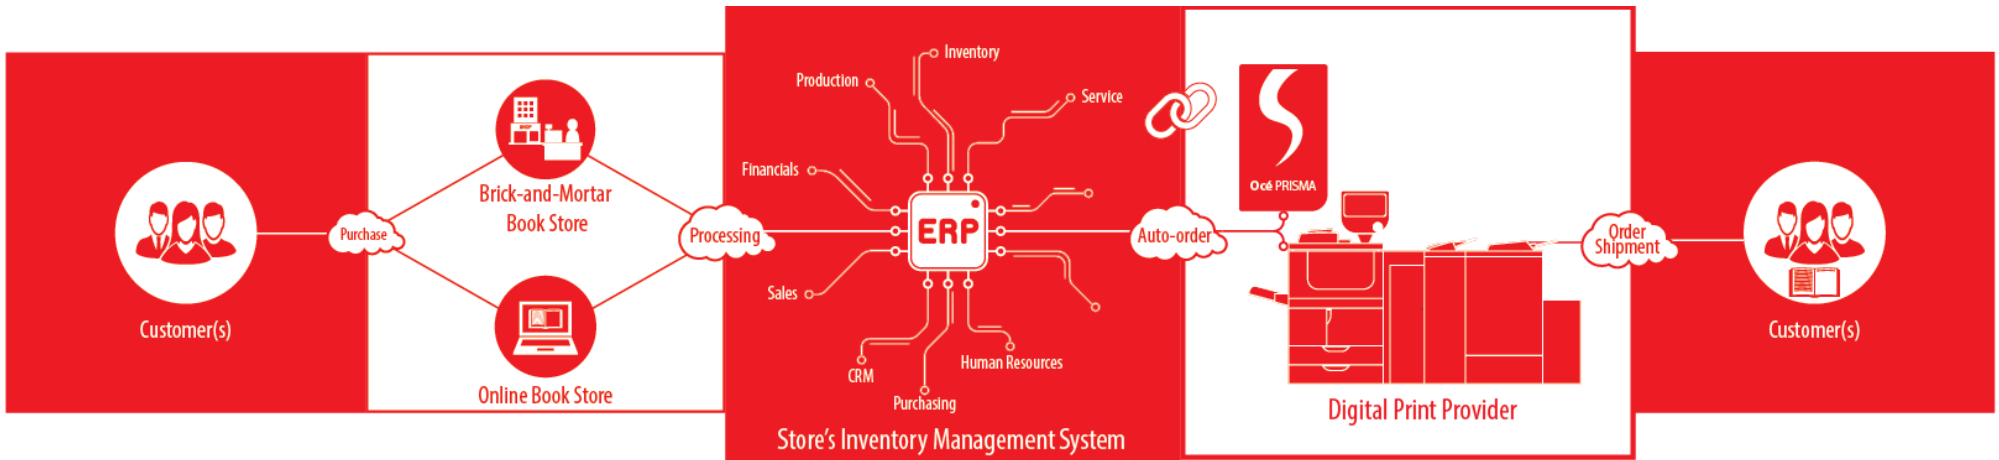 Customer(s)
Purchase
SHOP
Brick-and-Mortar
Book Store
Online Book Store
Processing
Inventory
Production
Service
Financials
ERP
Sales
CRM
Human Resources
Purchasing
Store's Inventory Management System
Auto-order
Océ PRISMA
Digital Print Provider
Order
Shipment
Customer(s)